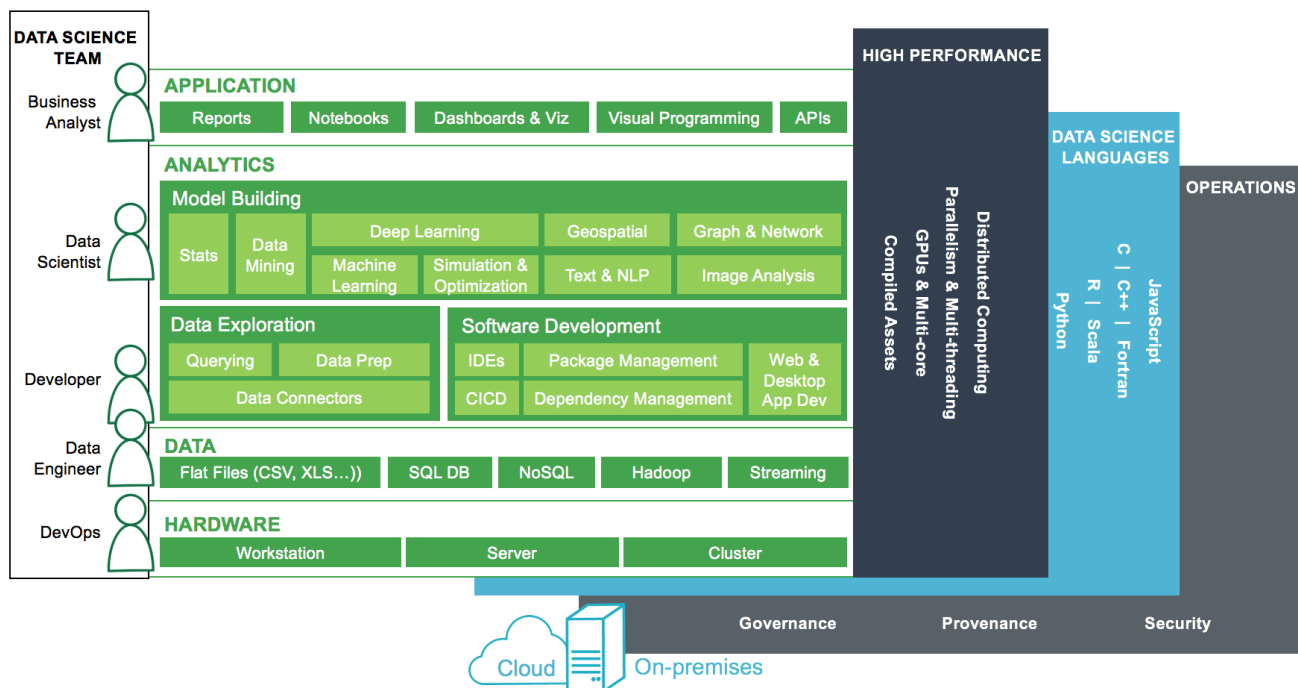 DATA SCIENCE
TEAM
Business
Analyst
Data
Scientist
Developer
Data
Engineer
DevOps
APPLICATION
Reports
Notebooks
Dashboards & Viz
Visual Programming
APIs
ANALYTICS
Model Building
Stats
Data
Mining
Deep Learning
Geospatial
Graph & Network
Machine
Learning
Simulation &
Optimization
Text & NLP
Image Analysis
Data Exploration
Querying
Data Prep
Data Connectors
Software Development
IDEs
Package Management
CICD
Dependency Management
Web &
Desktop
App Dev
DATA
Flat Files (CSV, XLS...))
SQL DB
NoSQL
Hadoop
Streaming
HARDWARE
Workstation
Server
Cluster
HIGH PERFORMANCE
Distributed Computing
Parallelism & Multi-threading
GPUs & Multi-core
Compiled Assets
DATA SCIENCE
LANGUAGES
JavaScript
C | C++ | Fortran
R | Scala
Python
OPERATIONS
Governance
Provenance
Security
Cloud
On-premises